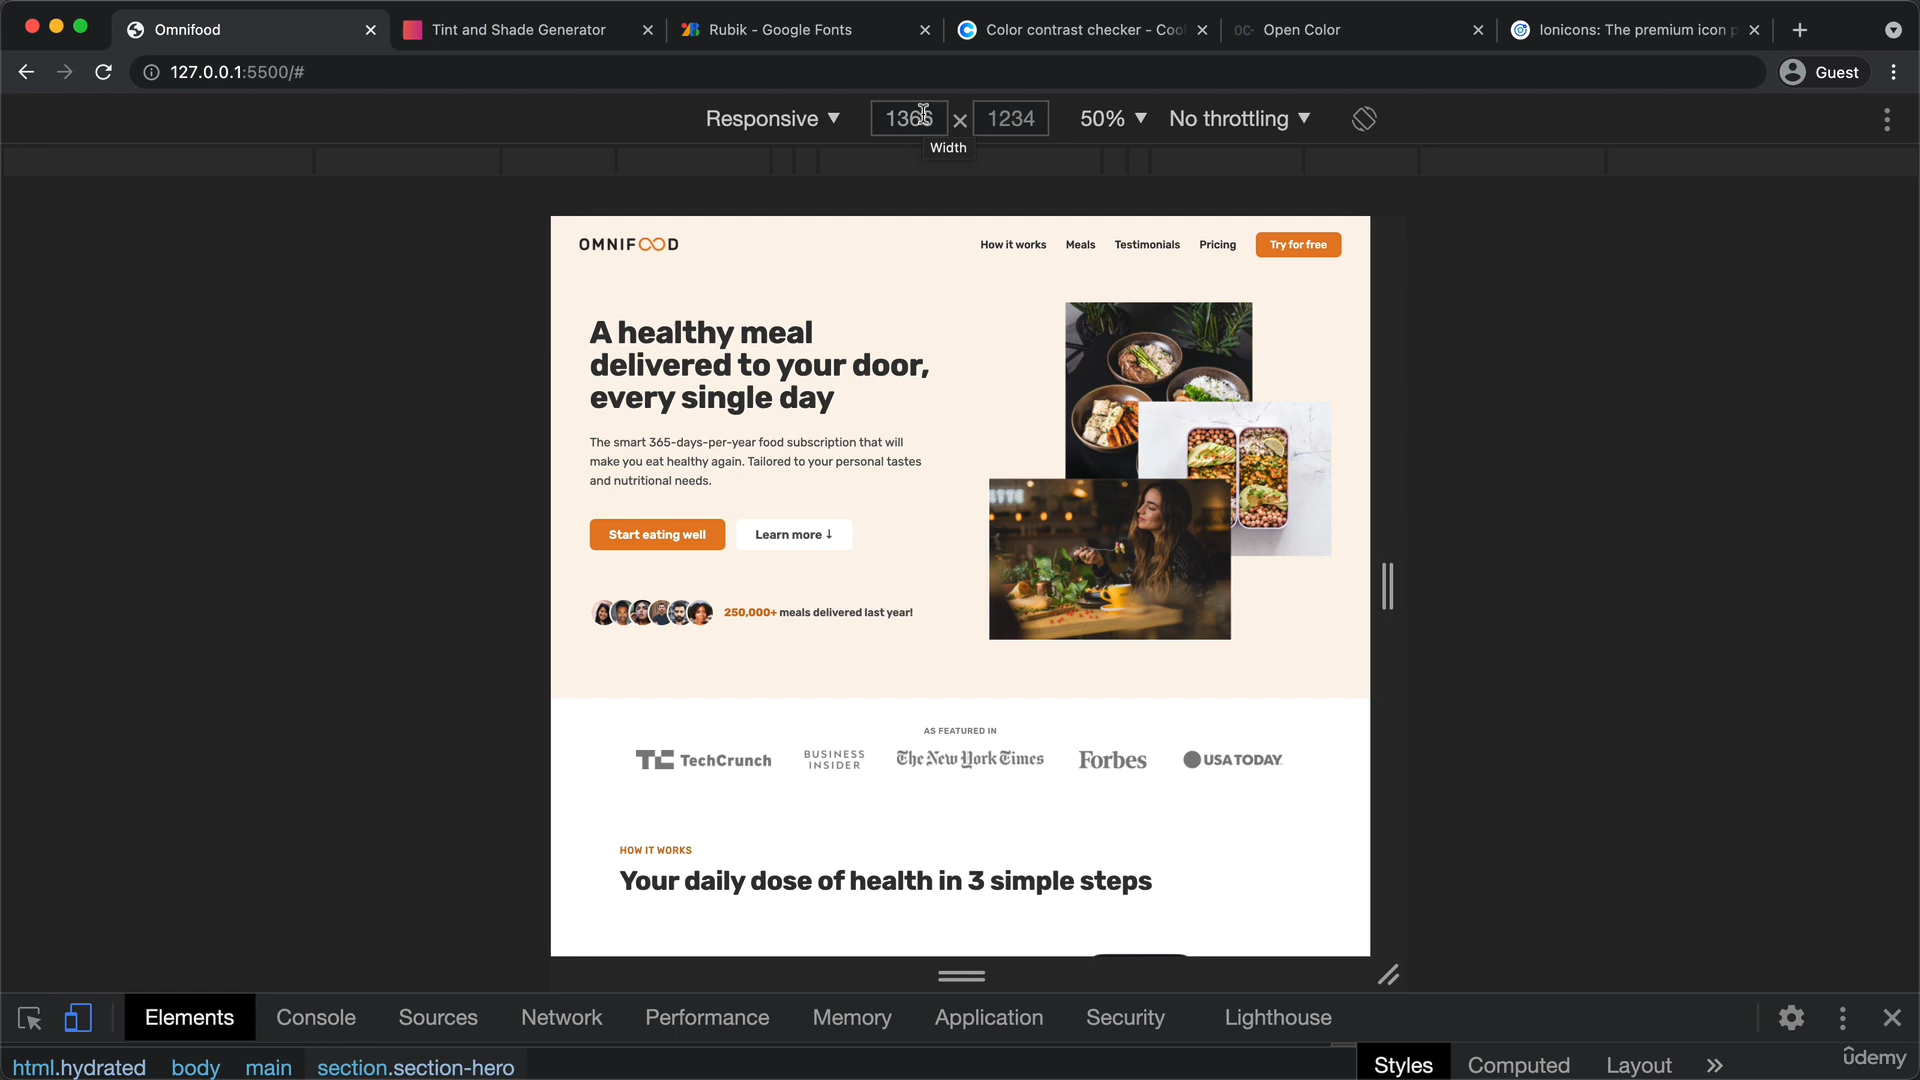 Omnifood
Tint and Shade Generator
Rubik - Google Fonts
Color contrast checker - Coo
OC-
Open Color
Ionicons: The premium icon p
127.0.0.1:5500/#
Guest
Responsive
1366
1234
50%
No throttling
Width
OMNIFOOD
How it works
Meals
Testimonials
Pricing
Try for free
A healthy meal
delivered to your door,
every single day
The smart 365-days-per-year food subscription that will
make you eat healthy again. Tailored to your personal tastes
and nutritional needs.
Start eating well
Learn more ↓
250,000+ meals delivered last year!
AS FEATURED IN
TC TechCrunch
BUSINESS
INSIDER
The New York Times
Forbes
USA TODAY
HOW IT WORKS
Your daily dose of health in 3 simple steps
Elements
Console
Sources
Network
Performance
Memory
Application
Security
Lighthouse
html.hydrated
body
main
section.section-hero
Styles
Computed
Layout
»
ûdemy